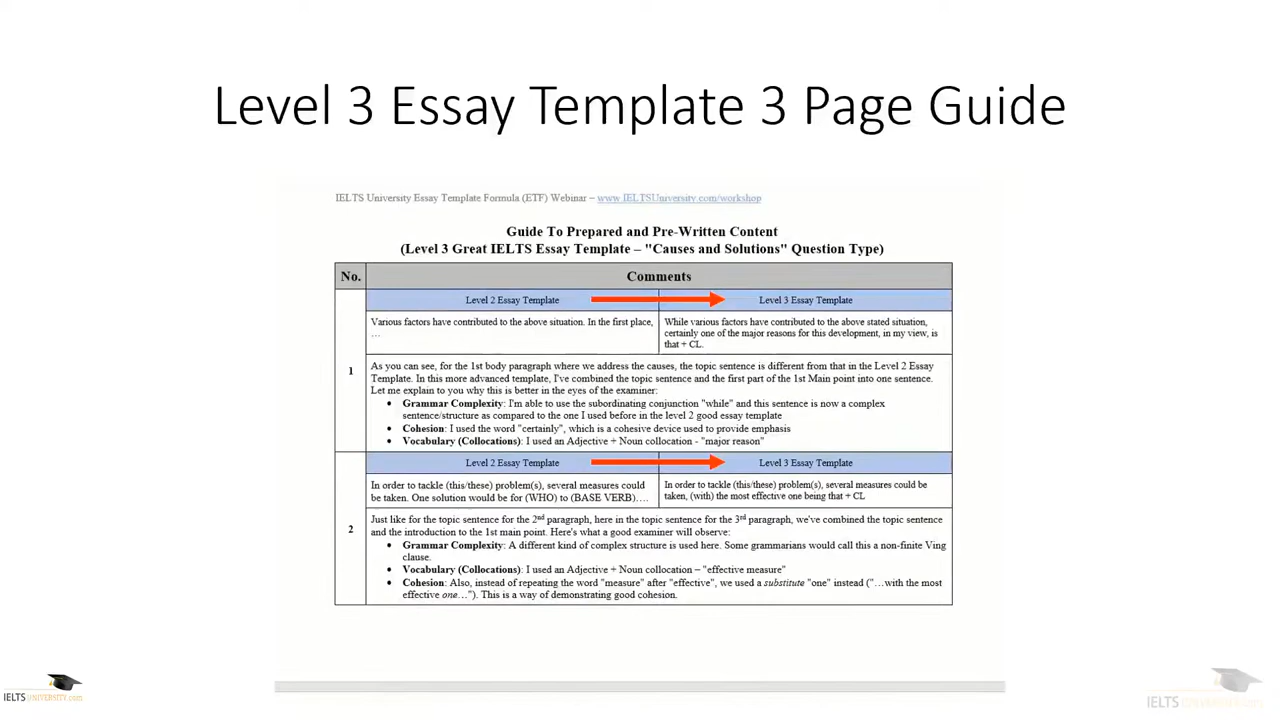 Level 3 Essay Template 3 Page Guide
IELTS University Essay Template Formula (ETF) Webinar – www.IELTSUniversity.com/workshop
Guide To Prepared and Pre-Written Content
(Level 3 Great IELTS Essay Template – "Causes and Solutions" Question Type)
No. Comments
Level 2 Essay Template Level 3 Essay Template
Various factors have contributed to the above situation. In the first place,
…
While various factors have contributed to the above stated situation,
certainly one of the major reasons for this development, in my view, is
that + CL.
1
As you can see, for the 1st body paragraph where we address the causes, the topic sentence is different from that in the Level 2 Essay
Template. In this more advanced template, I've combined the topic sentence and the first part of the 1st Main point into one sentence.
Let me explain to you why this is better in the eyes of the examiner:
• Grammar Complexity: I'm able to use the subordinating conjunction "while" and this sentence is now a complex
sentence/structure as compared to the one I used before in the level 2 good essay template
• Cohesion: I used the word "certainly", which is a cohesive device used to provide emphasis
• Vocabulary (Collocations): I used an Adjective + Noun collocation - "major reason"
Level 2 Essay Template Level 3 Essay Template
In order to tackle (this/these) problem(s), several measures could
be taken. One solution would be for (WHO) to (BASE VERB)….
In order to tackle (this/these) problem(s), several measures could be
taken, (with) the most effective one being that + CL
2
Just like for the topic sentence for the 2nd paragraph, here in the topic sentence for the 3rd paragraph, we've combined the topic sentence
and the introduction to the 1st main point. Here's what a good examiner will observe:
• Grammar Complexity: A different kind of complex structure is used here. Some grammarians would call this a non-finite Ving
clause.
• Vocabulary (Collocations): I used an Adjective + Noun collocation – "effective measure"
• Cohesion: Also, instead of repeating the word "measure" after "effective", we used a substitute "one" instead ("…with the most
effective one…"). This is a way of demonstrating good cohesion.
IELTS UNIVERSITY.com
IELTS UNIVERSITY.com